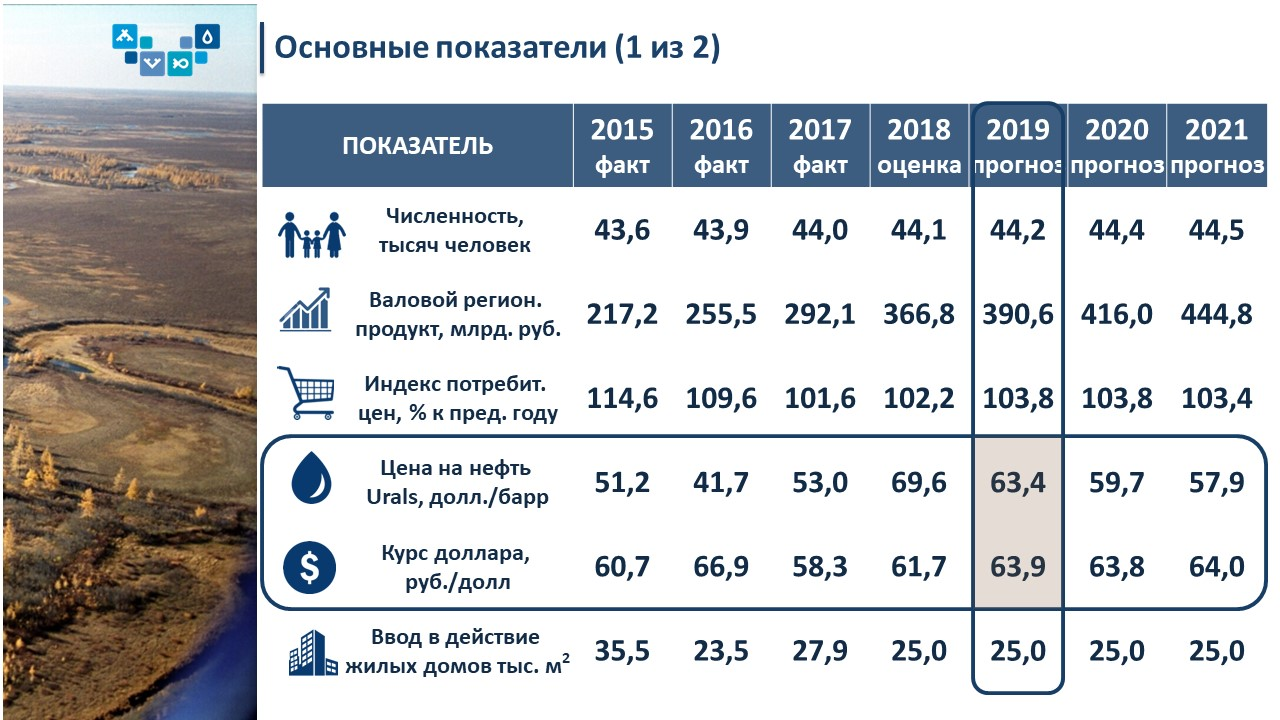 Основные показатели (1 из 2)
ПОКАЗАТЕЛЬ 2015 факт 2016 факт 2017 факт 2018 оценка 2019 прогноз 2020 прогноз 2021 прогноз
Численность,
тысяч человек
43,6 43,9 44,0 44,1 44,2 44,4 44,5
Валовой регион.
продукт, млрд. руб.
217,2 255,5 292,1 366,8 390,6 416,0 444,8
Индекс потребит.
цен, % к пред. году
114,6 109,6 101,6 102,2 103,8 103,8 103,4
Цена на нефть
Urals, долл./барр
51,2 41,7 53,0 69,6 63,4 59,7 57,9
Курс доллара,
руб./долл
60,7 66,9 58,3 61,7 63,9 63,8 64,0
Ввод в действие
жилых домов тыс. м²
35,5 23,5 27,9 25,0 25,0 25,0 25,0